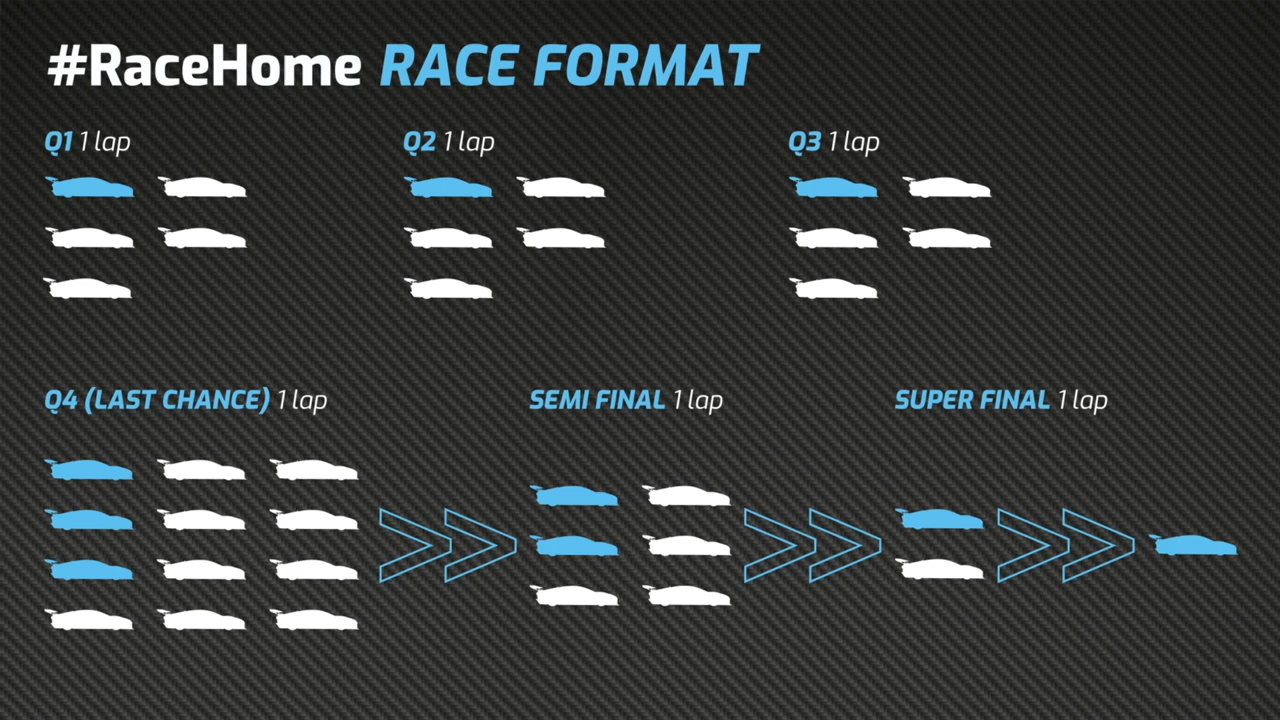 #RaceHome RACE FORMAT
Q1 1 lap
Q2 1 lap
Q3 1 lap
Q4 (LAST CHANCE) 1 lap
SEMI FINAL 1 lap
SUPER FINAL 1 lap